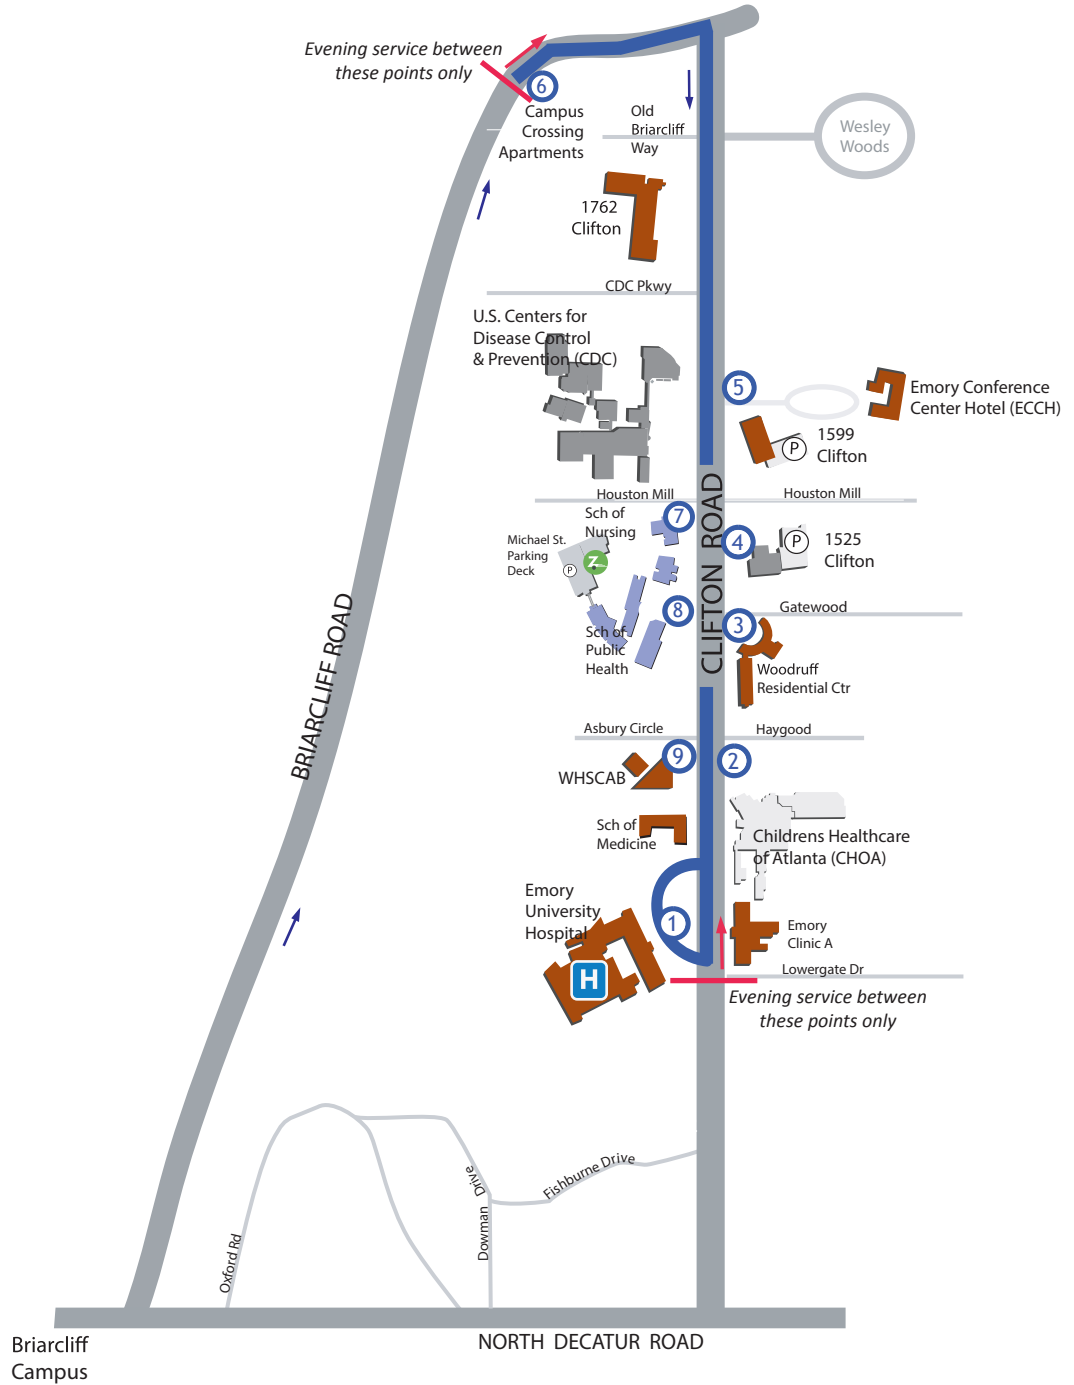 Evening service between
these points only
6
Campus
Crossing
Apartments
Old
Briarcliff
Way
Wesley
Woods
1762
Clifton
CDC Pkwy
U.S. Centers for
Disease Control
& Prevention (CDC)
5
Emory Conference
Center Hotel (ECCH)
1599
Clifton
P
Houston Mill
Houston Mill
Sch of
Nursing
7
Michael St.
Parking
Deck
P
Z
4
P
1525
Clifton
CLIFTON ROAD
Gatewood
8
3
Sch of
Public
Health
Woodruff
Residential Ctr
BRIARCLIFF ROAD
Asbury Circle
Haygood
9
2
WHSCAB
Sch of
Medicine
Childrens Healthcare
of Atlanta (CHOA)
Emory
University
Hospital
1
H
Emory
Clinic A
Lowergate Dr
Evening service between
these points only
Fishburne Drive
Dowman Drive
Oxford Rd
NORTH DECATUR ROAD
Briarcliff
Campus